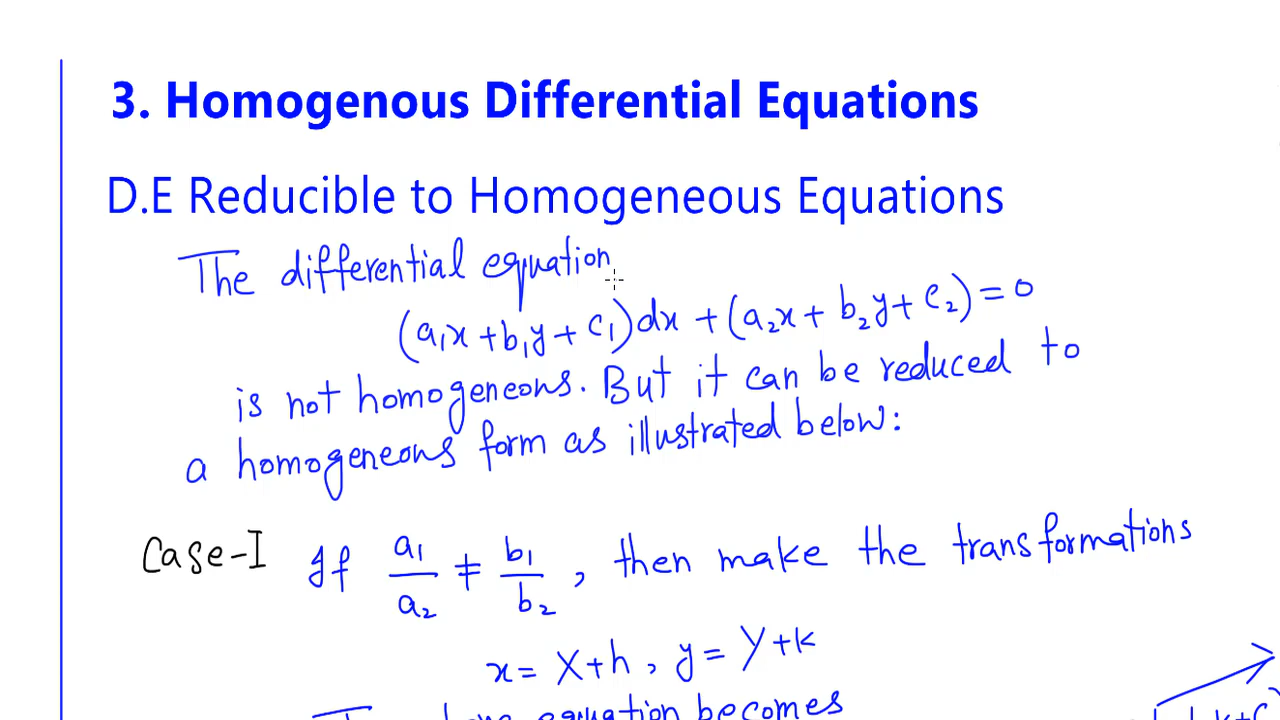 3. Homogenous Differential Equations
D.E Reducible to Homogeneous Equations
The differential equation
(a₁x + b₁y + c₁)dx + (a₂x + b₂y + c₂) = 0
is not homogeneous. But it can be reduced to
a homogeneous form as illustrated below:
Case-I If a₁/a₂ ≠ b₁/b₂, then make the transformations
x = X+h, y = Y+k
equation becomes